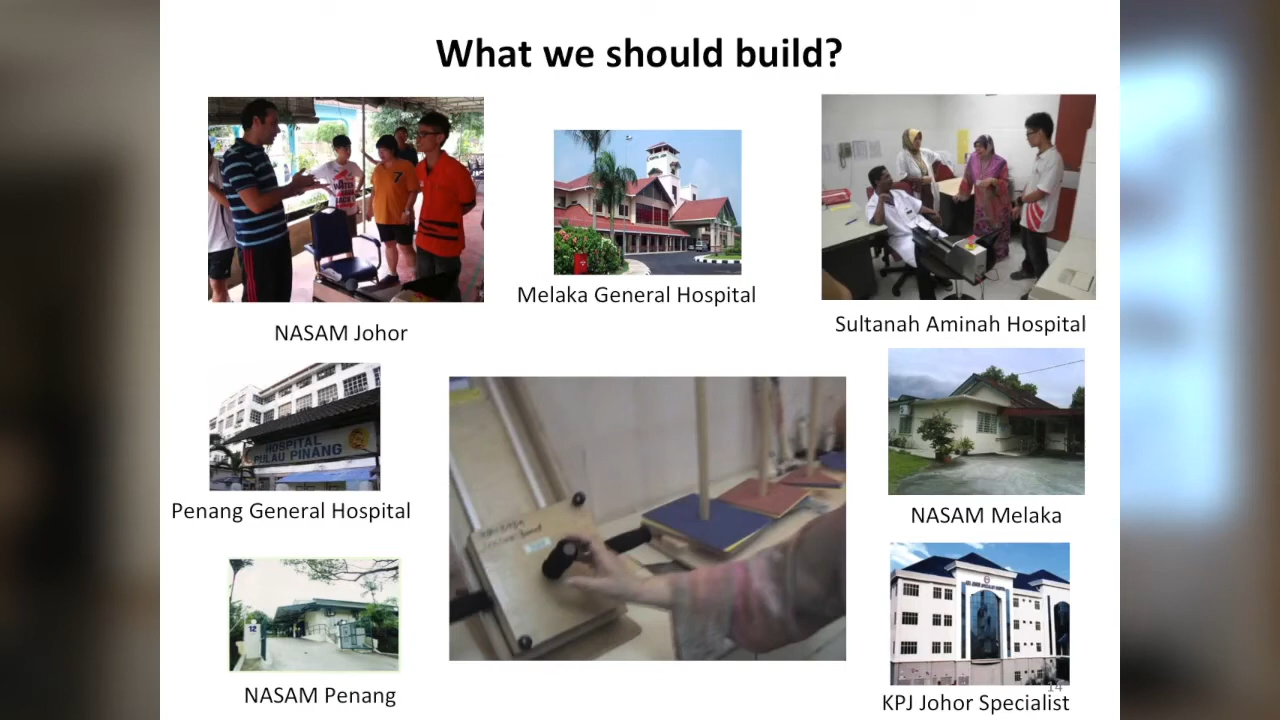 What we should build?
NASAM Johor
Melaka General Hospital
Sultanah Aminah Hospital
HOSPITAL
PULAU PINANG
Penang General Hospital
NASAM Melaka
NASAM Penang
14
KPJ Johor Specialist